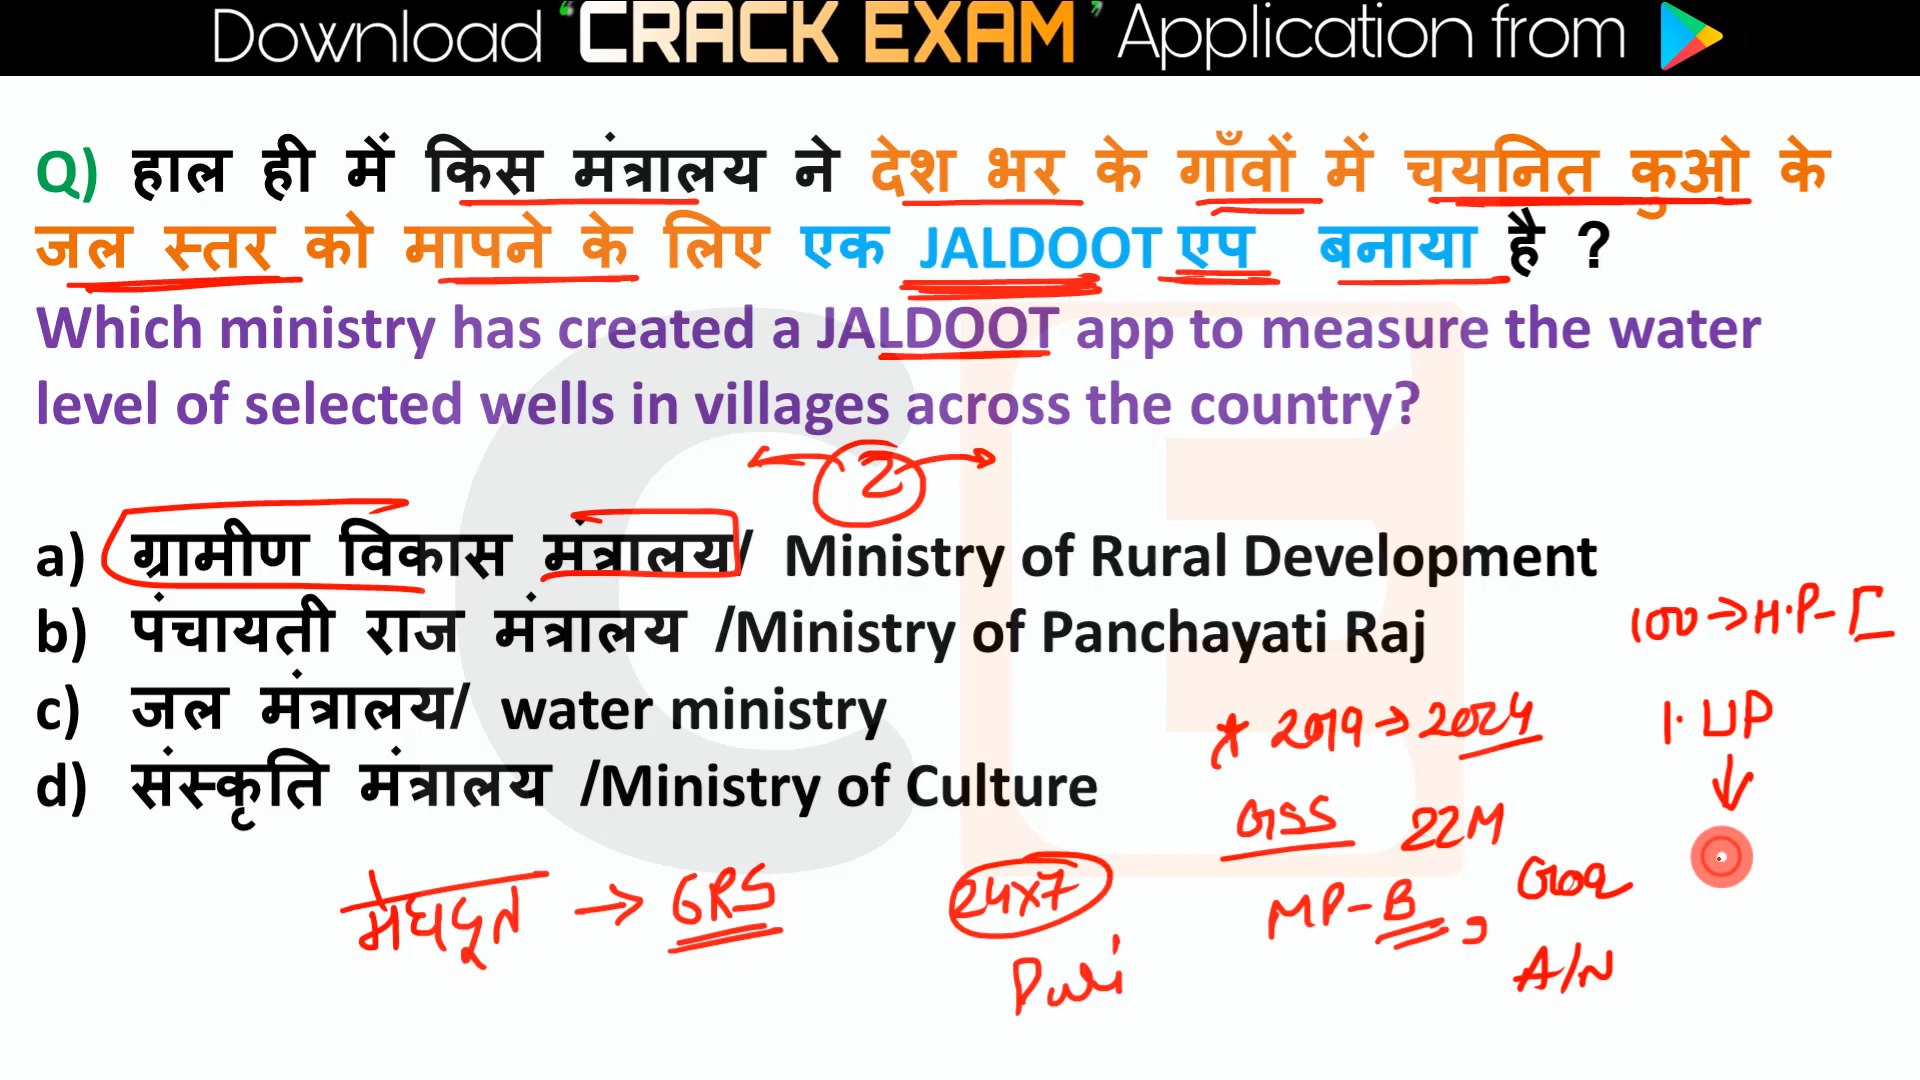 Download ‘CRACK EXAM’ Application from
Q) हाल ही में किस मंत्रालय ने देश भर के गाँवों में चयनित कुओ के
जल स्तर को मापने के लिए एक JALDOOT एप बनाया है ?
Which ministry has created a JALDOOT app to measure the water
level of selected wells in villages across the country?
2
a) ग्रामीण विकास मंत्रालय/ Ministry of Rural Development
b) पंचायती राज मंत्रालय /Ministry of Panchayati Raj
100 → H.P-
c) जल मंत्रालय/ water ministry
* 2019 → 2024
1. UP
d) संस्कृति मंत्रालय /Ministry of Culture
22M
मेघदूत → GRS
24x7
MP-B,
Goa
Puri
A/N